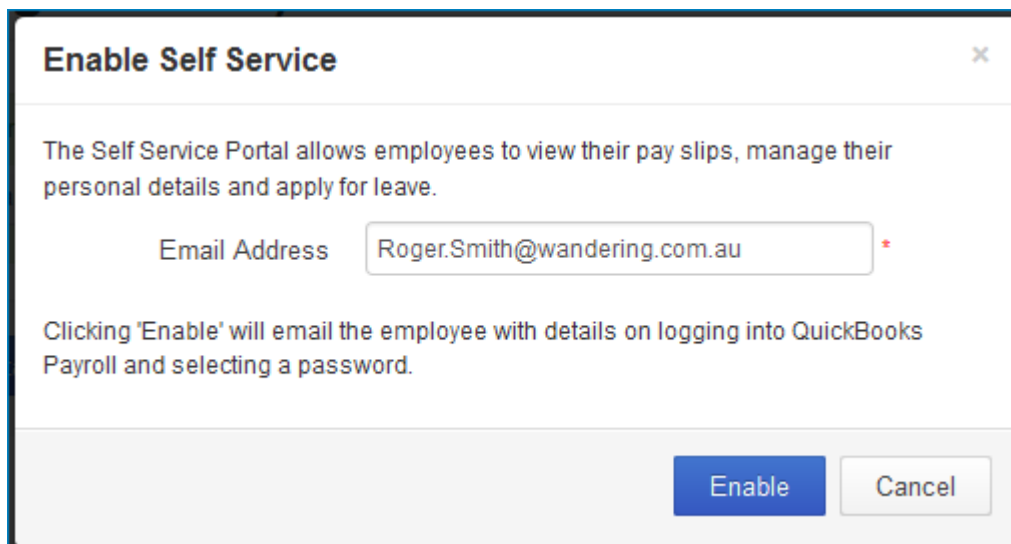 Enable Self Service ×
The Self Service Portal allows employees to view their pay slips, manage their
personal details and apply for leave.
Email Address Roger.Smith@wandering.com.au *
Clicking 'Enable' will email the employee with details on logging into QuickBooks
Payroll and selecting a password.
Enable Cancel